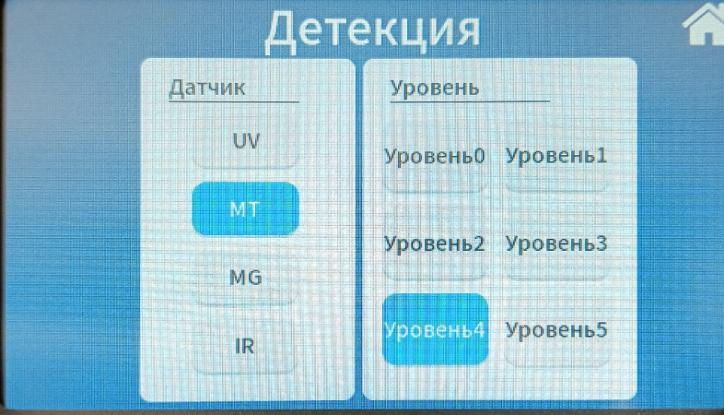 Детекция
Датчик
UV
MT
MG
IR
Уровень
Уровень0 Уровень1
Уровень2 Уровень3
Уровень4 Уровень5